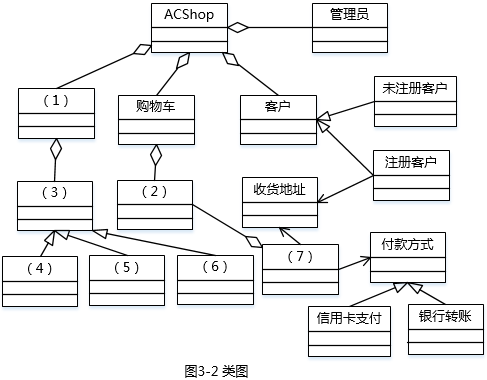 ACShop
管理员
(1)
购物车
客户
未注册客户
注册客户
(3)
(2)
收货地址
(4)
(5)
(6)
(7)
付款方式
信用卡支付
银行转账
图3-2 类图